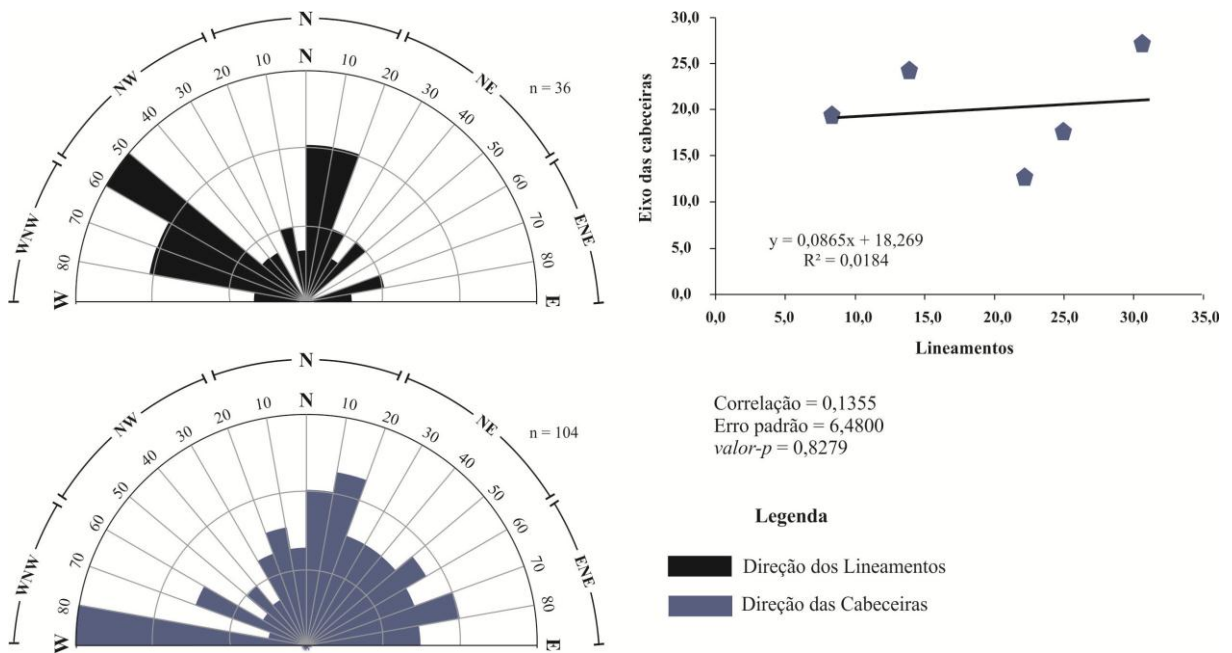 N
NW
NE
WNW
ENE
N
10
20
30
40
50
60
70
80
W
10
20
30
40
50
60
70
80
E
n = 36
N
NW
NE
WNW
ENE
N
10
20
30
40
50
60
70
80
W
10
20
30
40
50
60
70
80
E
n = 104
Eixo das cabeceiras
30,0
25,0
20,0
15,0
10,0
5,0
0,0
y = 0,0865x + 18,269
R² = 0,0184
0,0 5,0 10,0 15,0 20,0 25,0 30,0 35,0
Lineamentos
Correlação = 0,1355
Erro padrão = 6,4800
valor-p = 0,8279
Legenda
Direção dos Lineamentos
Direção das Cabeceiras